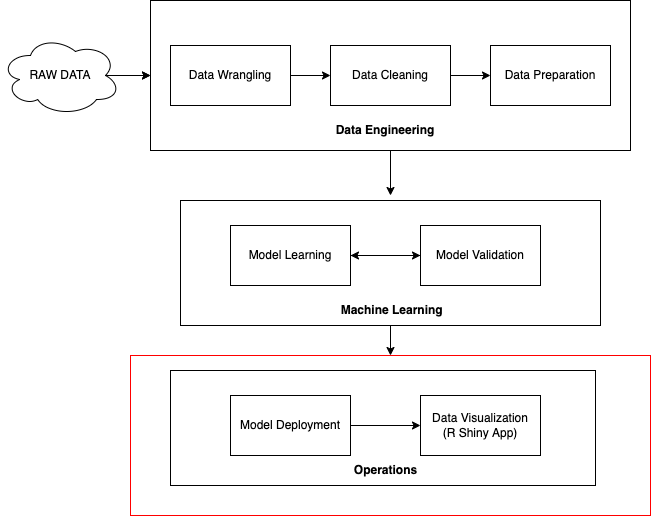 RAW DATA
Data Wrangling
Data Cleaning
Data Preparation
Data Engineering
Model Learning
Model Validation
Machine Learning
Model Deployment
Data Visualization
(R Shiny App)
Operations